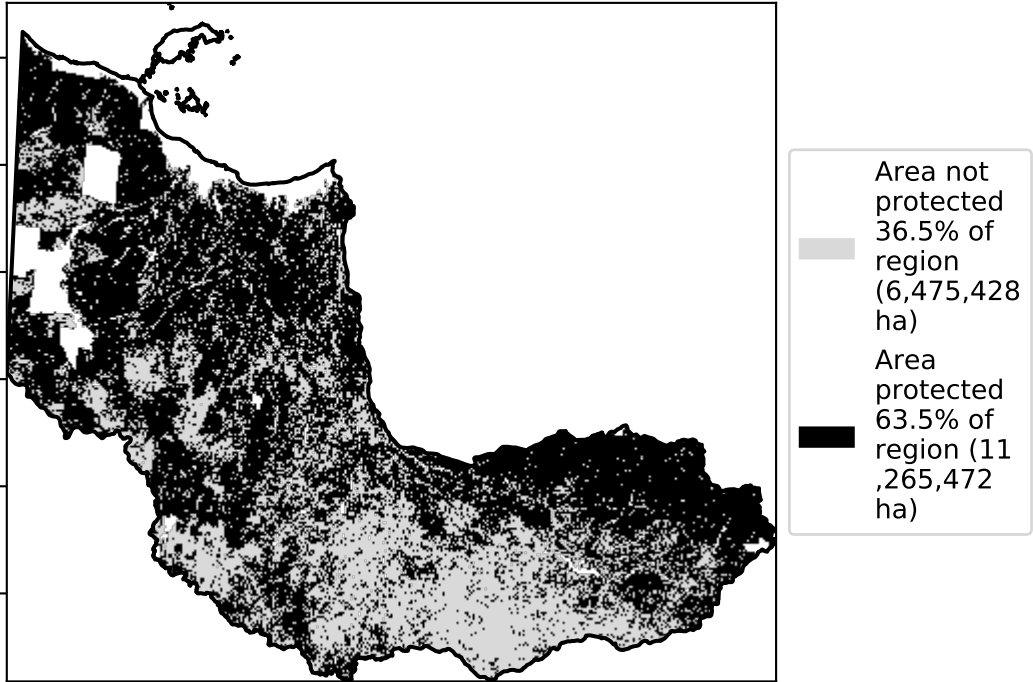 Area not
protected
36.5% of
region
(6,475,428
ha)
Area
protected
63.5% of
region (11
,265,472
ha)